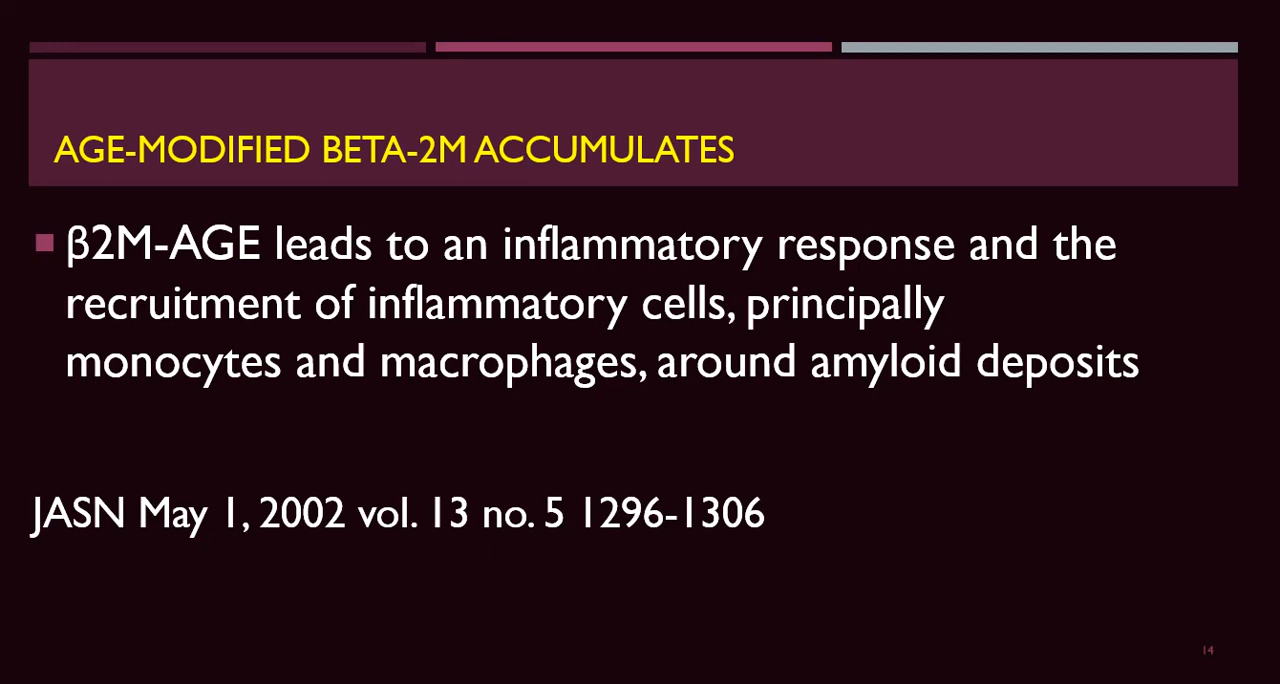 AGE-MODIFIED BETA-2M ACCUMULATES
β2M-AGE leads to an inflammatory response and the
recruitment of inflammatory cells, principally
monocytes and macrophages, around amyloid deposits
JASN May 1, 2002 vol. 13 no. 5 1296-1306
14